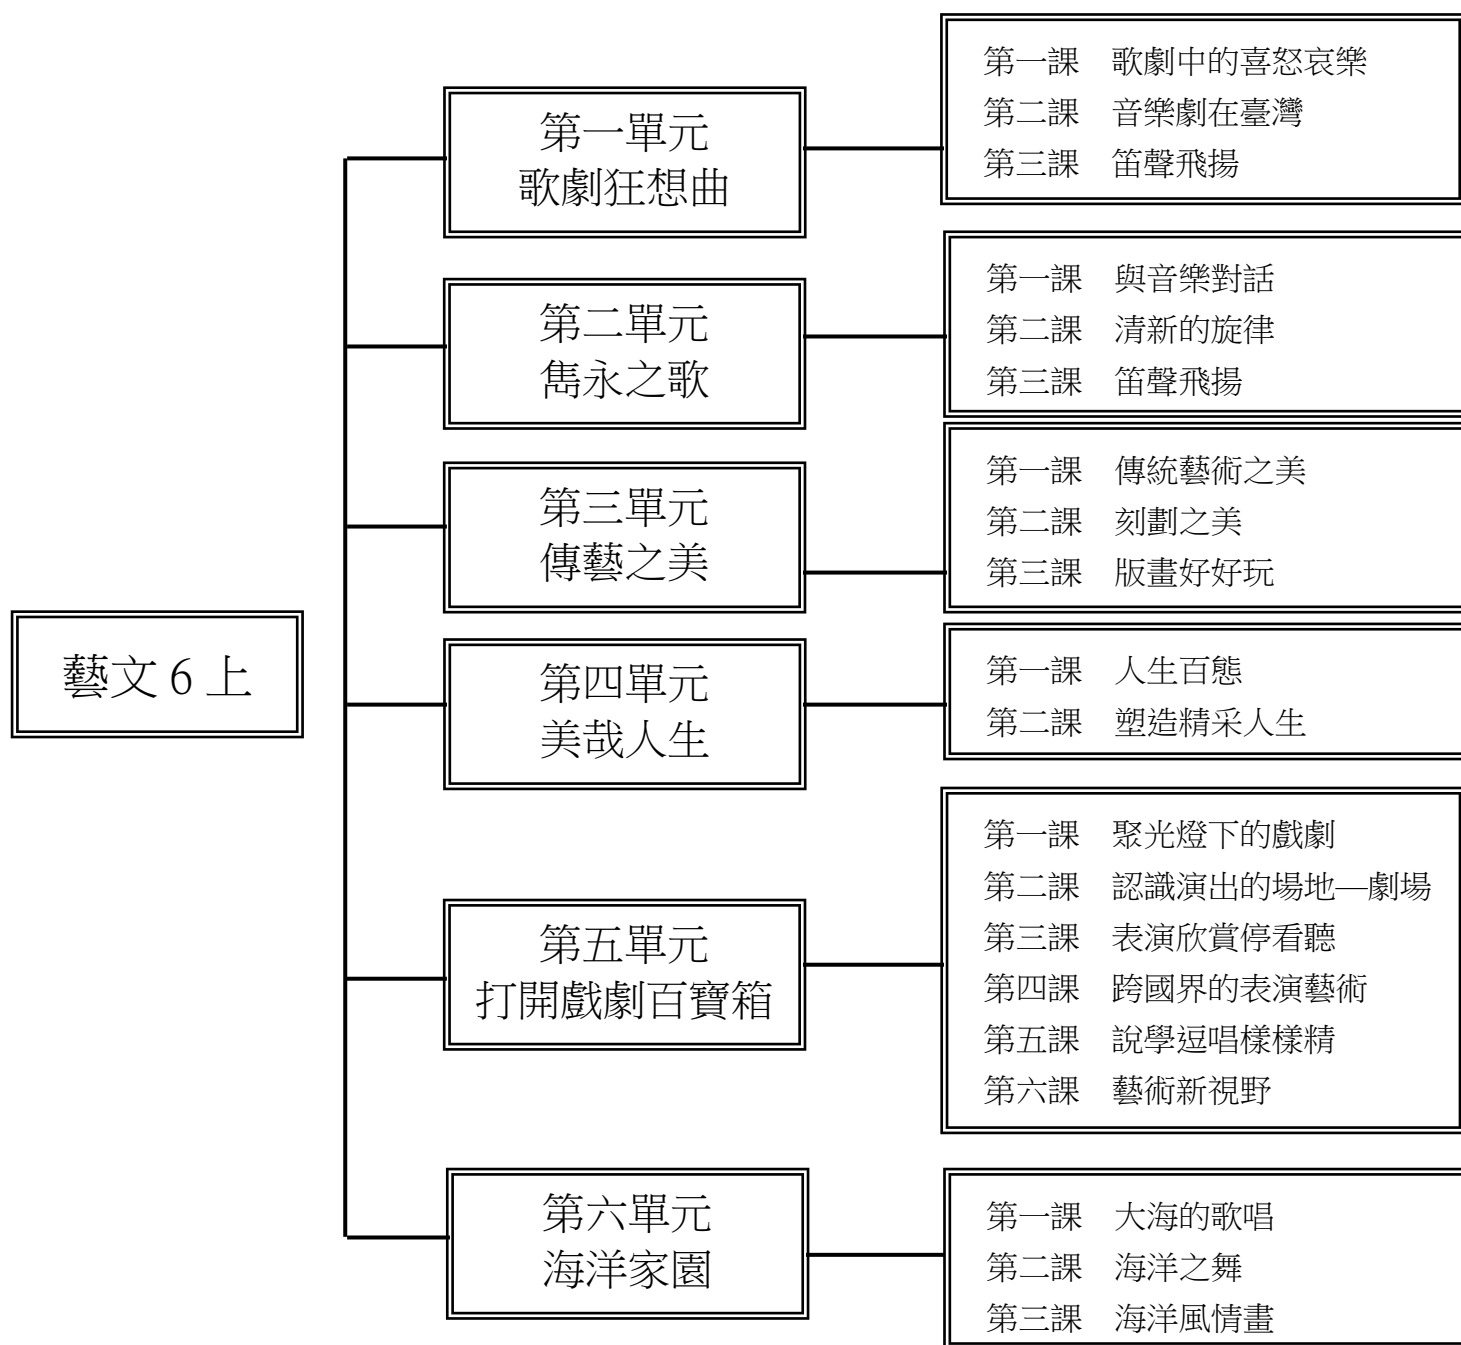 藝文6上
第一單元
歌劇狂想曲
第一課　歌劇中的喜怒哀樂
第二課　音樂劇在臺灣
第三課　笛聲飛揚
第二單元
雋永之歌
第一課　與音樂對話
第二課　清新的旋律
第三課　笛聲飛揚
第三單元
傳藝之美
第一課　傳統藝術之美
第二課　刻劃之美
第三課　版畫好好玩
第四單元
美哉人生
第一課　人生百態
第二課　塑造精采人生
第五單元
打開戲劇百寶箱
第一課　聚光燈下的戲劇
第二課　認識演出的場地—劇場
第三課　表演欣賞停看聽
第四課　跨國界的表演藝術
第五課　說學逗唱樣樣精
第六課　藝術新視野
第六單元
海洋家園
第一課　大海的歌唱
第二課　海洋之舞
第三課　海洋風情畫